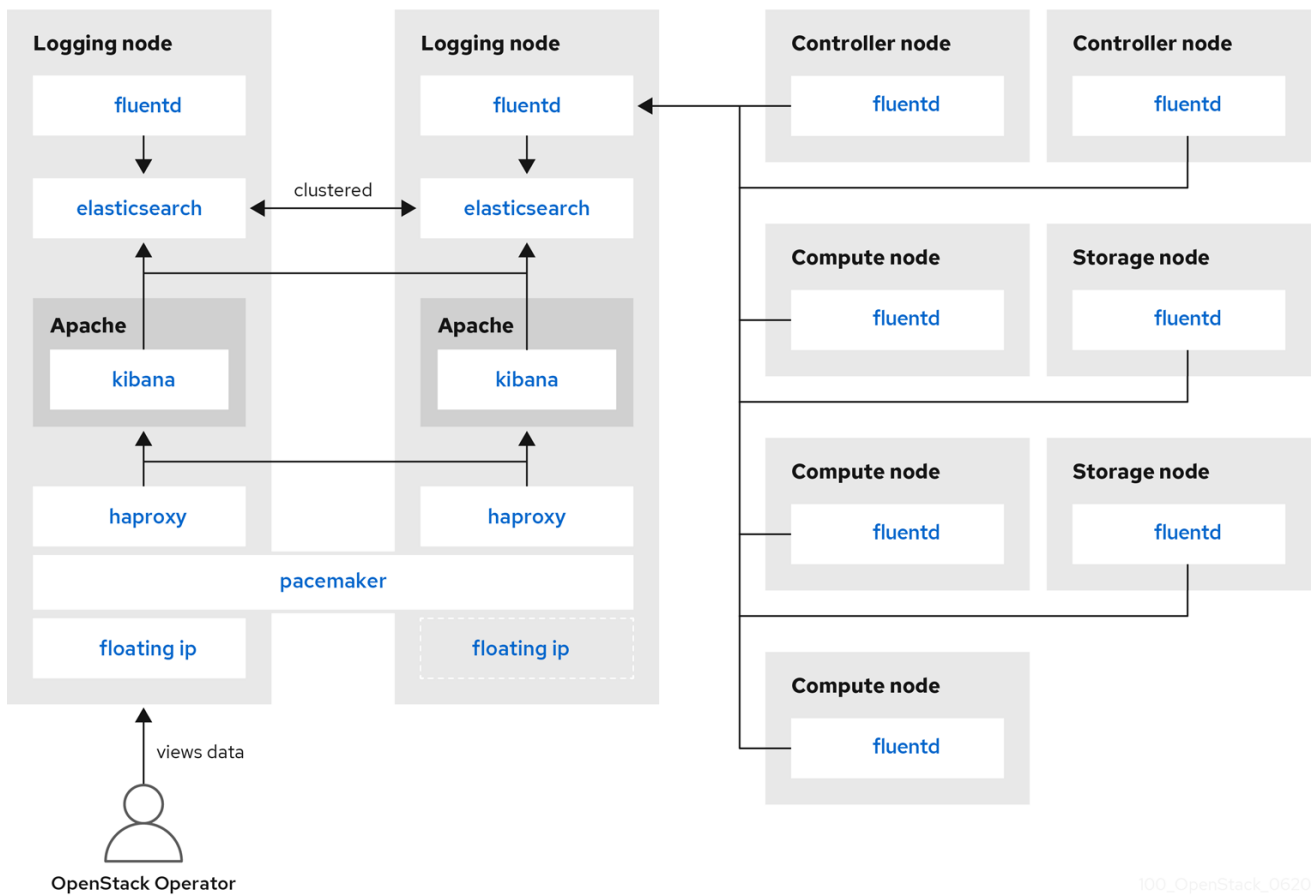 Logging node
fluentd
elasticsearch
Apache
kibana
haproxy
clustered
Logging node
fluentd
elasticsearch
Apache
kibana
haproxy
pacemaker
floating ip
floating ip
views data
OpenStack Operator
Controller node
fluentd
Controller node
fluentd
Compute node
fluentd
Storage node
fluentd
Compute node
fluentd
Storage node
fluentd
Compute node
fluentd
100_OpenStack_0620